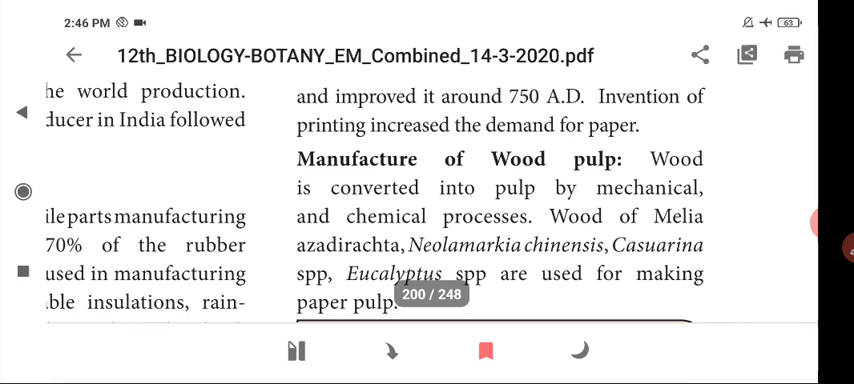 2:46 PM
63
12th_BIOLOGY-BOTANY_EM_Combined_14-3-2020.pdf
he world production.
ducer in India followed
ile parts manufacturing
70% of the rubber
used in manufacturing
ble insulations, rain-
and improved it around 750 A.D. Invention of
printing increased the demand for paper.
Manufacture of Wood pulp: Wood
is converted into pulp by mechanical,
and chemical processes. Wood of Melia
azadirachta, Neolamarkia chinensis, Casuarina
spp, Eucalyptus spp are used for making
paper pulp.
200 / 248